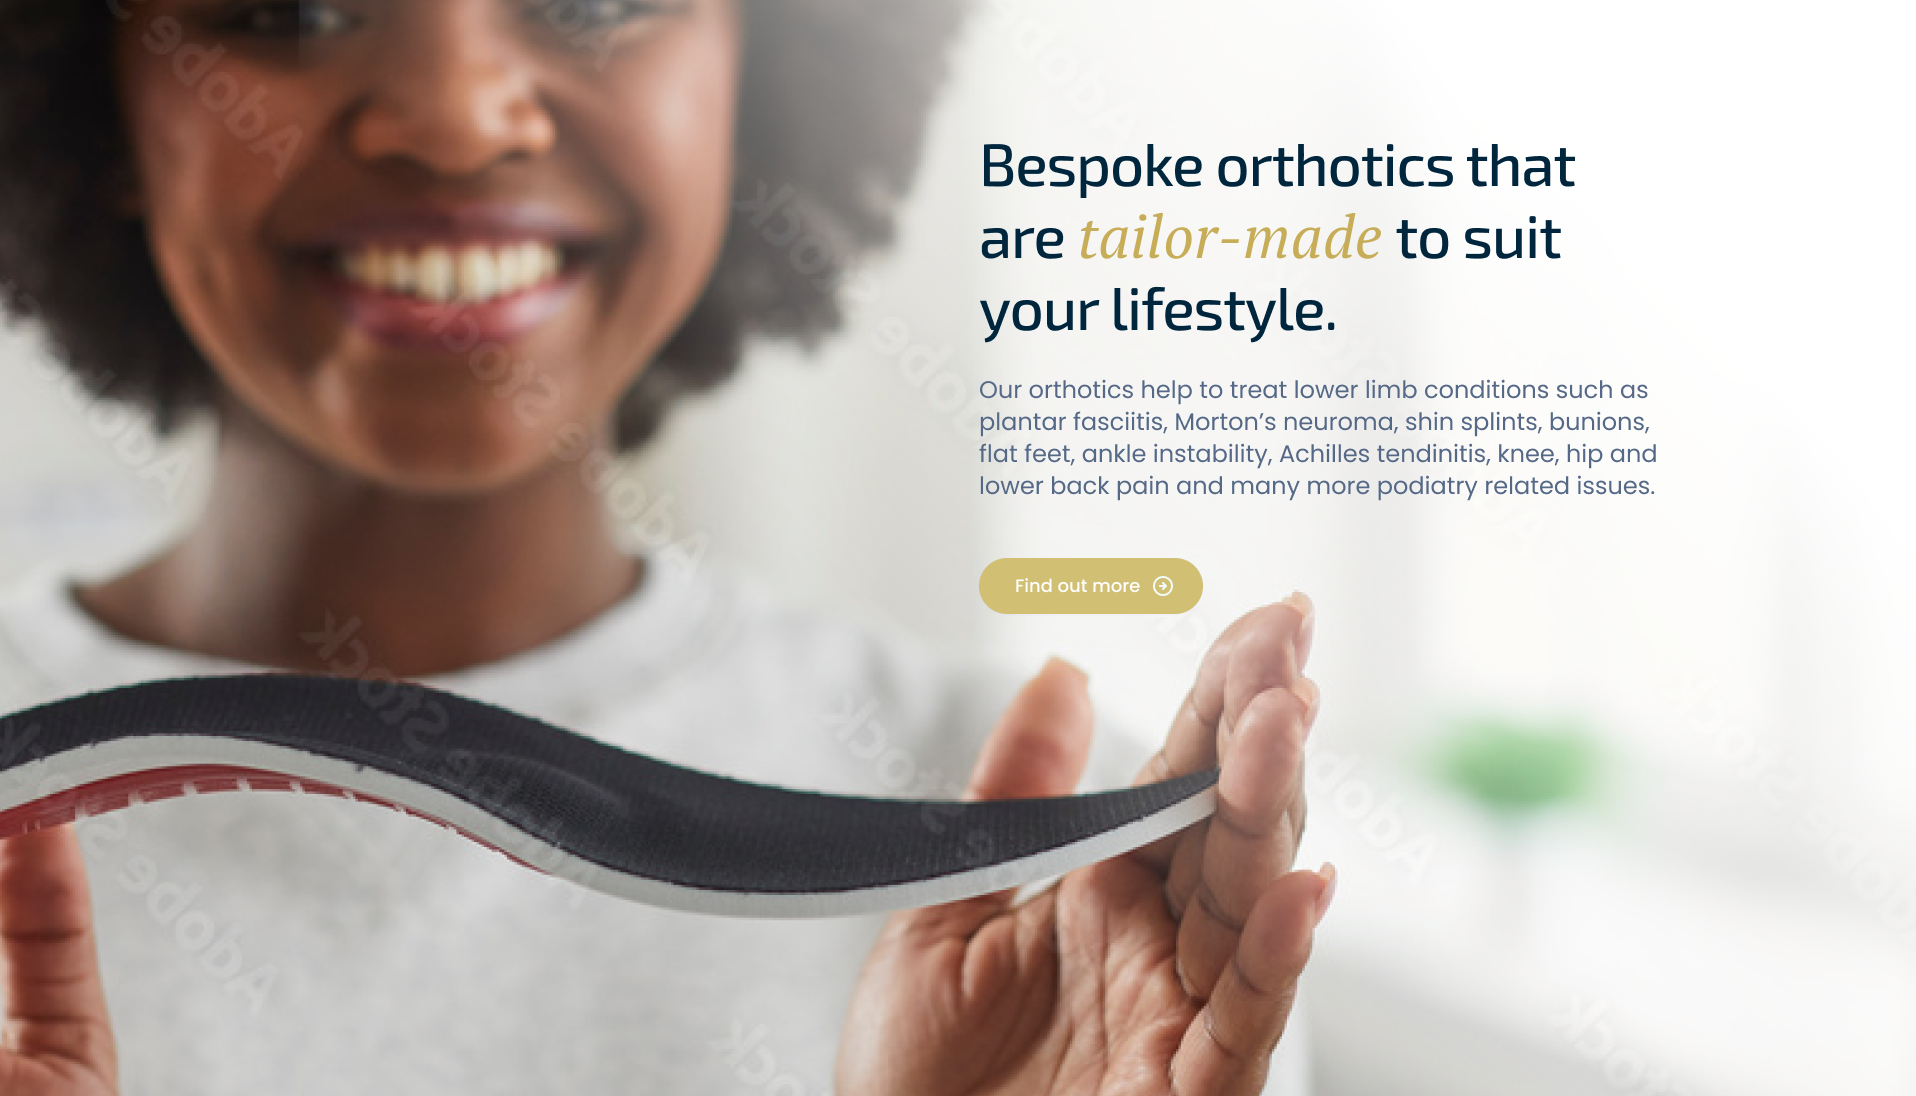 Bespoke orthotics that
are tailor-made to suit
your lifestyle.
Our orthotics help to treat lower limb conditions such as
plantar fasciitis, Morton’s neuroma, shin splints, bunions,
flat feet, ankle instability, Achilles tendinitis, knee, hip and
lower back pain and many more podiatry related issues.
Find out more
Adobe Stock